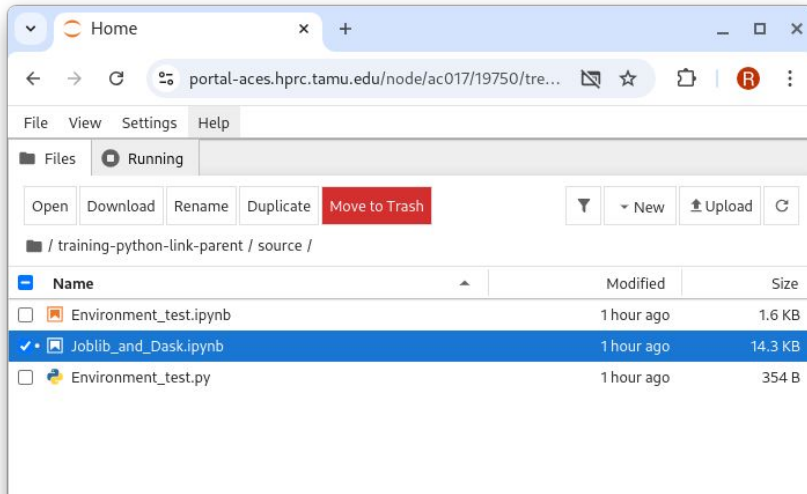 Home
portal-aces.hprc.tamu.edu/node/ac017/19750/tre...
R
File View Settings Help
Files Running
Open Download Rename Duplicate Move to Trash New Upload
/ training-python-link-parent / source /
Name Modified Size
Environment_test.ipynb 1 hour ago 1.6 KB
Joblib_and_Dask.ipynb 1 hour ago 14.3 KB
Environment_test.py 1 hour ago 354 B